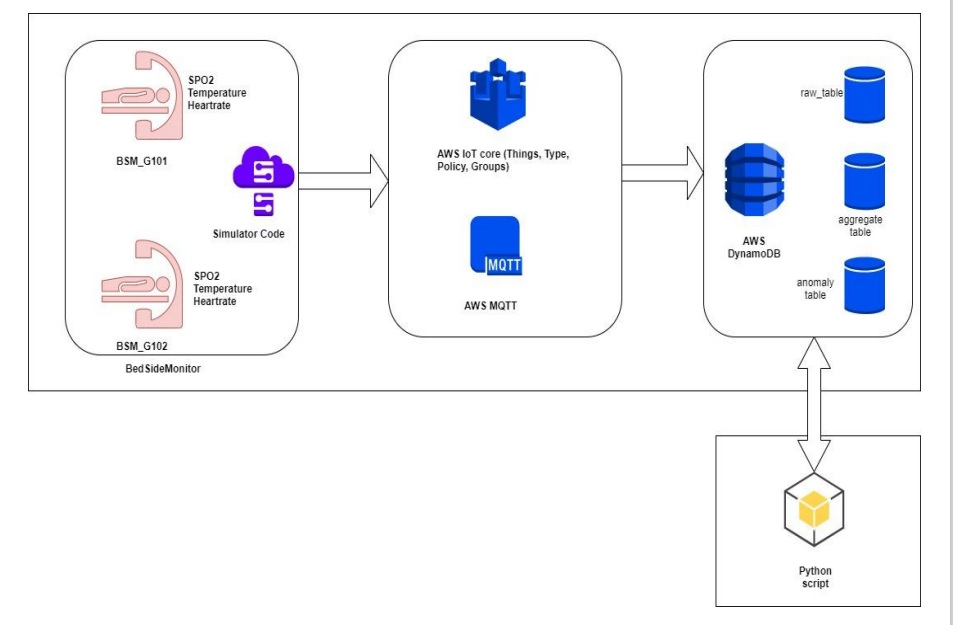 SPO2
Temperature
Heartrate
BSM_G101
Simulator Code
SPO2
Temperature
Heartrate
BSM_G102
BedSideMonitor
AWS IoT core (Things, Type,
Policy, Groups)
MQTT
AWS MQTT
raw_table
aggregate
table
AWS
DynamoDB
anomaly
table
Python
script